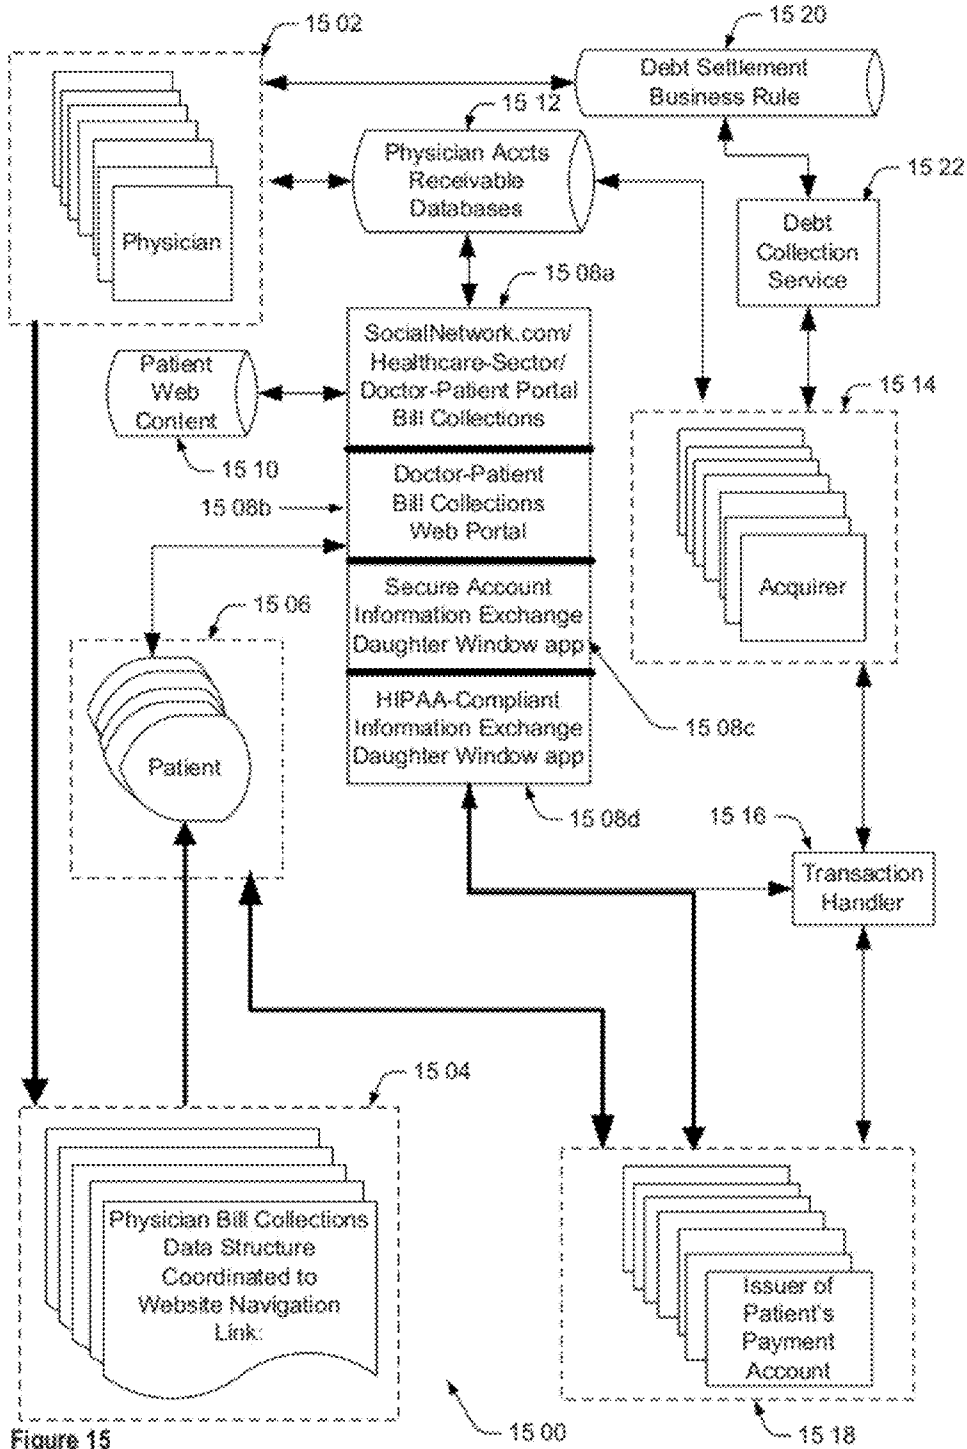 15 02
15 20
Debt Settlement
Business Rule
15 12
Physician Accts
Receivable
Databases
15 22
Debt
Collection
Service
Physician
15 08a
SocialNetwork.com/
Healthcare-Sector/
Doctor-Patient Portal
Bill Collections
Patient
Web
Content
15 10
15 14
Doctor-Patient
Bill Collections
Web Portal
15 08b
Acquirer
Secure Account
Information Exchange
Daughter Window app
15 06
HIPAA-Compliant
Information Exchange
Daughter Window app
15 08c
Patient
15 08d
15 16
Transaction
Handler
15 04
Physician Bill Collections
Data Structure
Coordinated to
Website Navigation
Link:
Issuer of
Patient's
Payment
Account
15 00
15 18
Figure 15